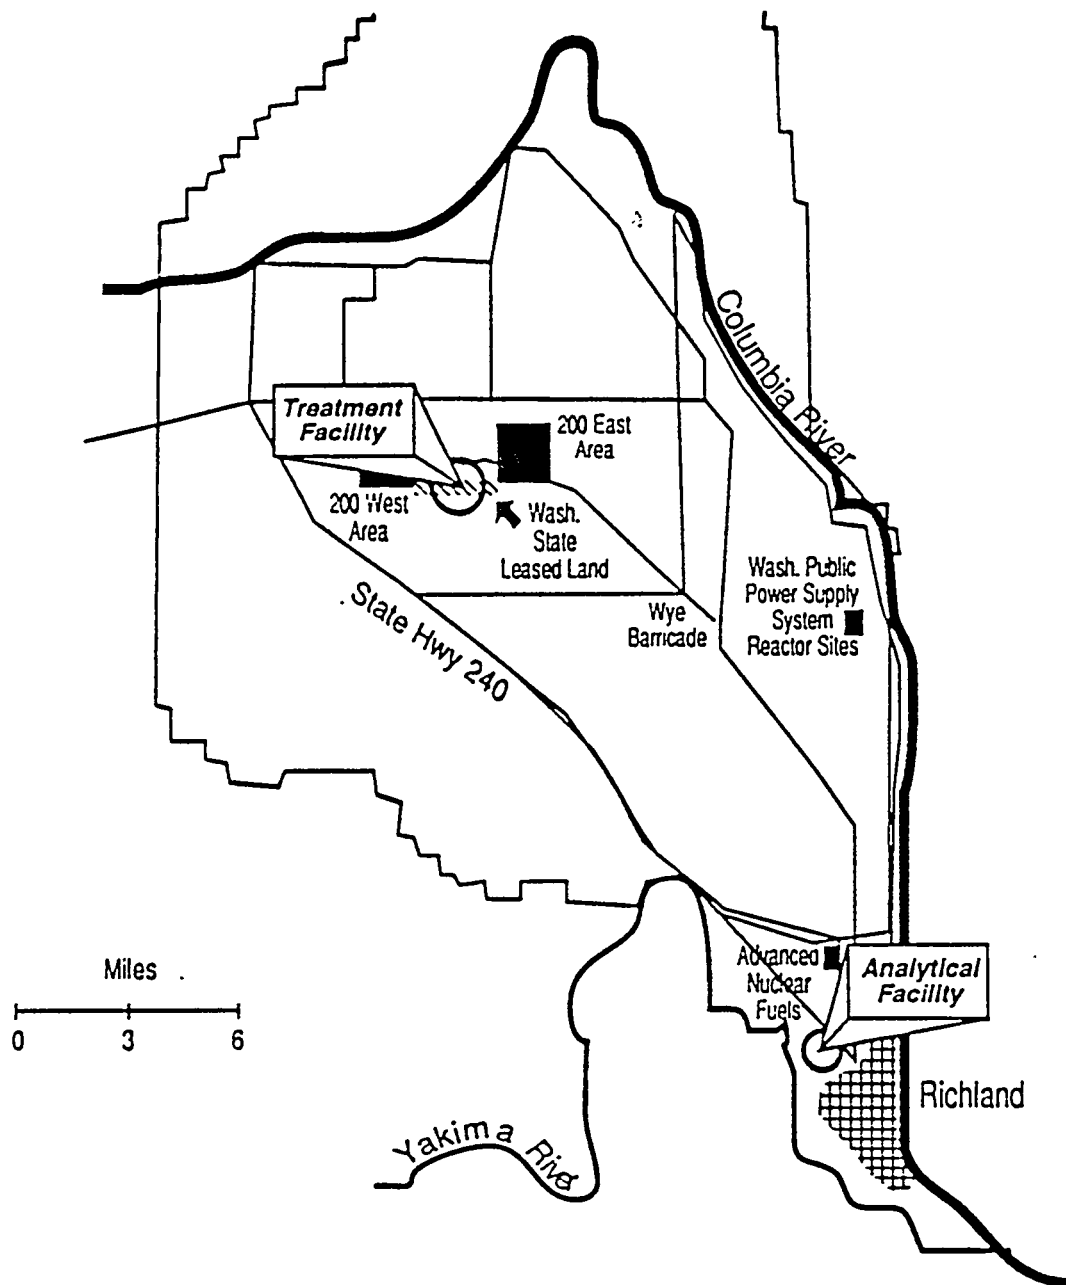 Columbia River
Treatment
Facility
200 East
Area
200 West
Area
Wash.
State
Leased Land
Wash. Public
Power Supply
System
Reactor Sites
Wye
Barricade
State Hwy 240
Miles
0 3 6
Advanced
Nuclear
Fuels
Analytical
Facility
Richland
Yakima River